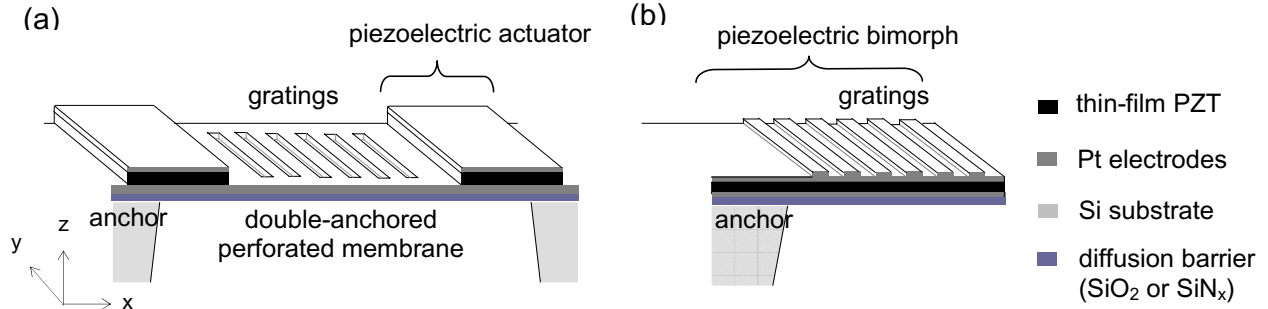 (a)
piezoelectric actuator
gratings
anchor
double-anchored
perforated membrane
z
y
x
(b)
piezoelectric bimorph
gratings
anchor
thin-film PZT
Pt electrodes
Si substrate
diffusion barrier
(SiO₂ or SiNₓ)